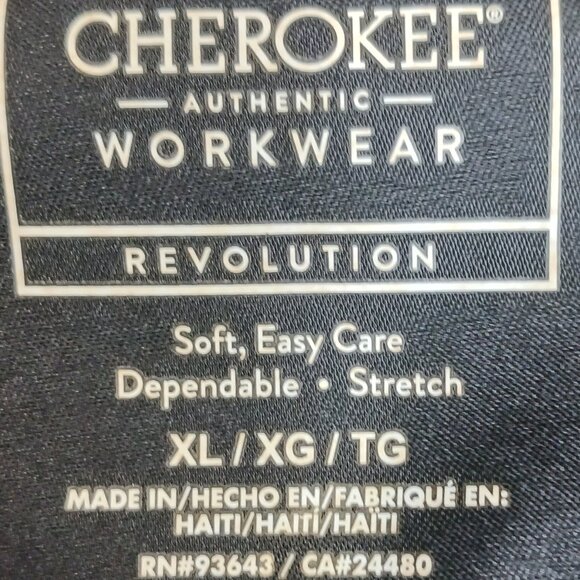 CHEROKEE®
AUTHENTIC
WORKWEAR
REVOLUTION
Soft, Easy Care
Dependable • Stretch
XL / XG / TG
MADE IN/HECHO EN/FABRIQUÉ EN:
HAITI/HAITÍ/HAÏTI
RN#93643 / CA#24480